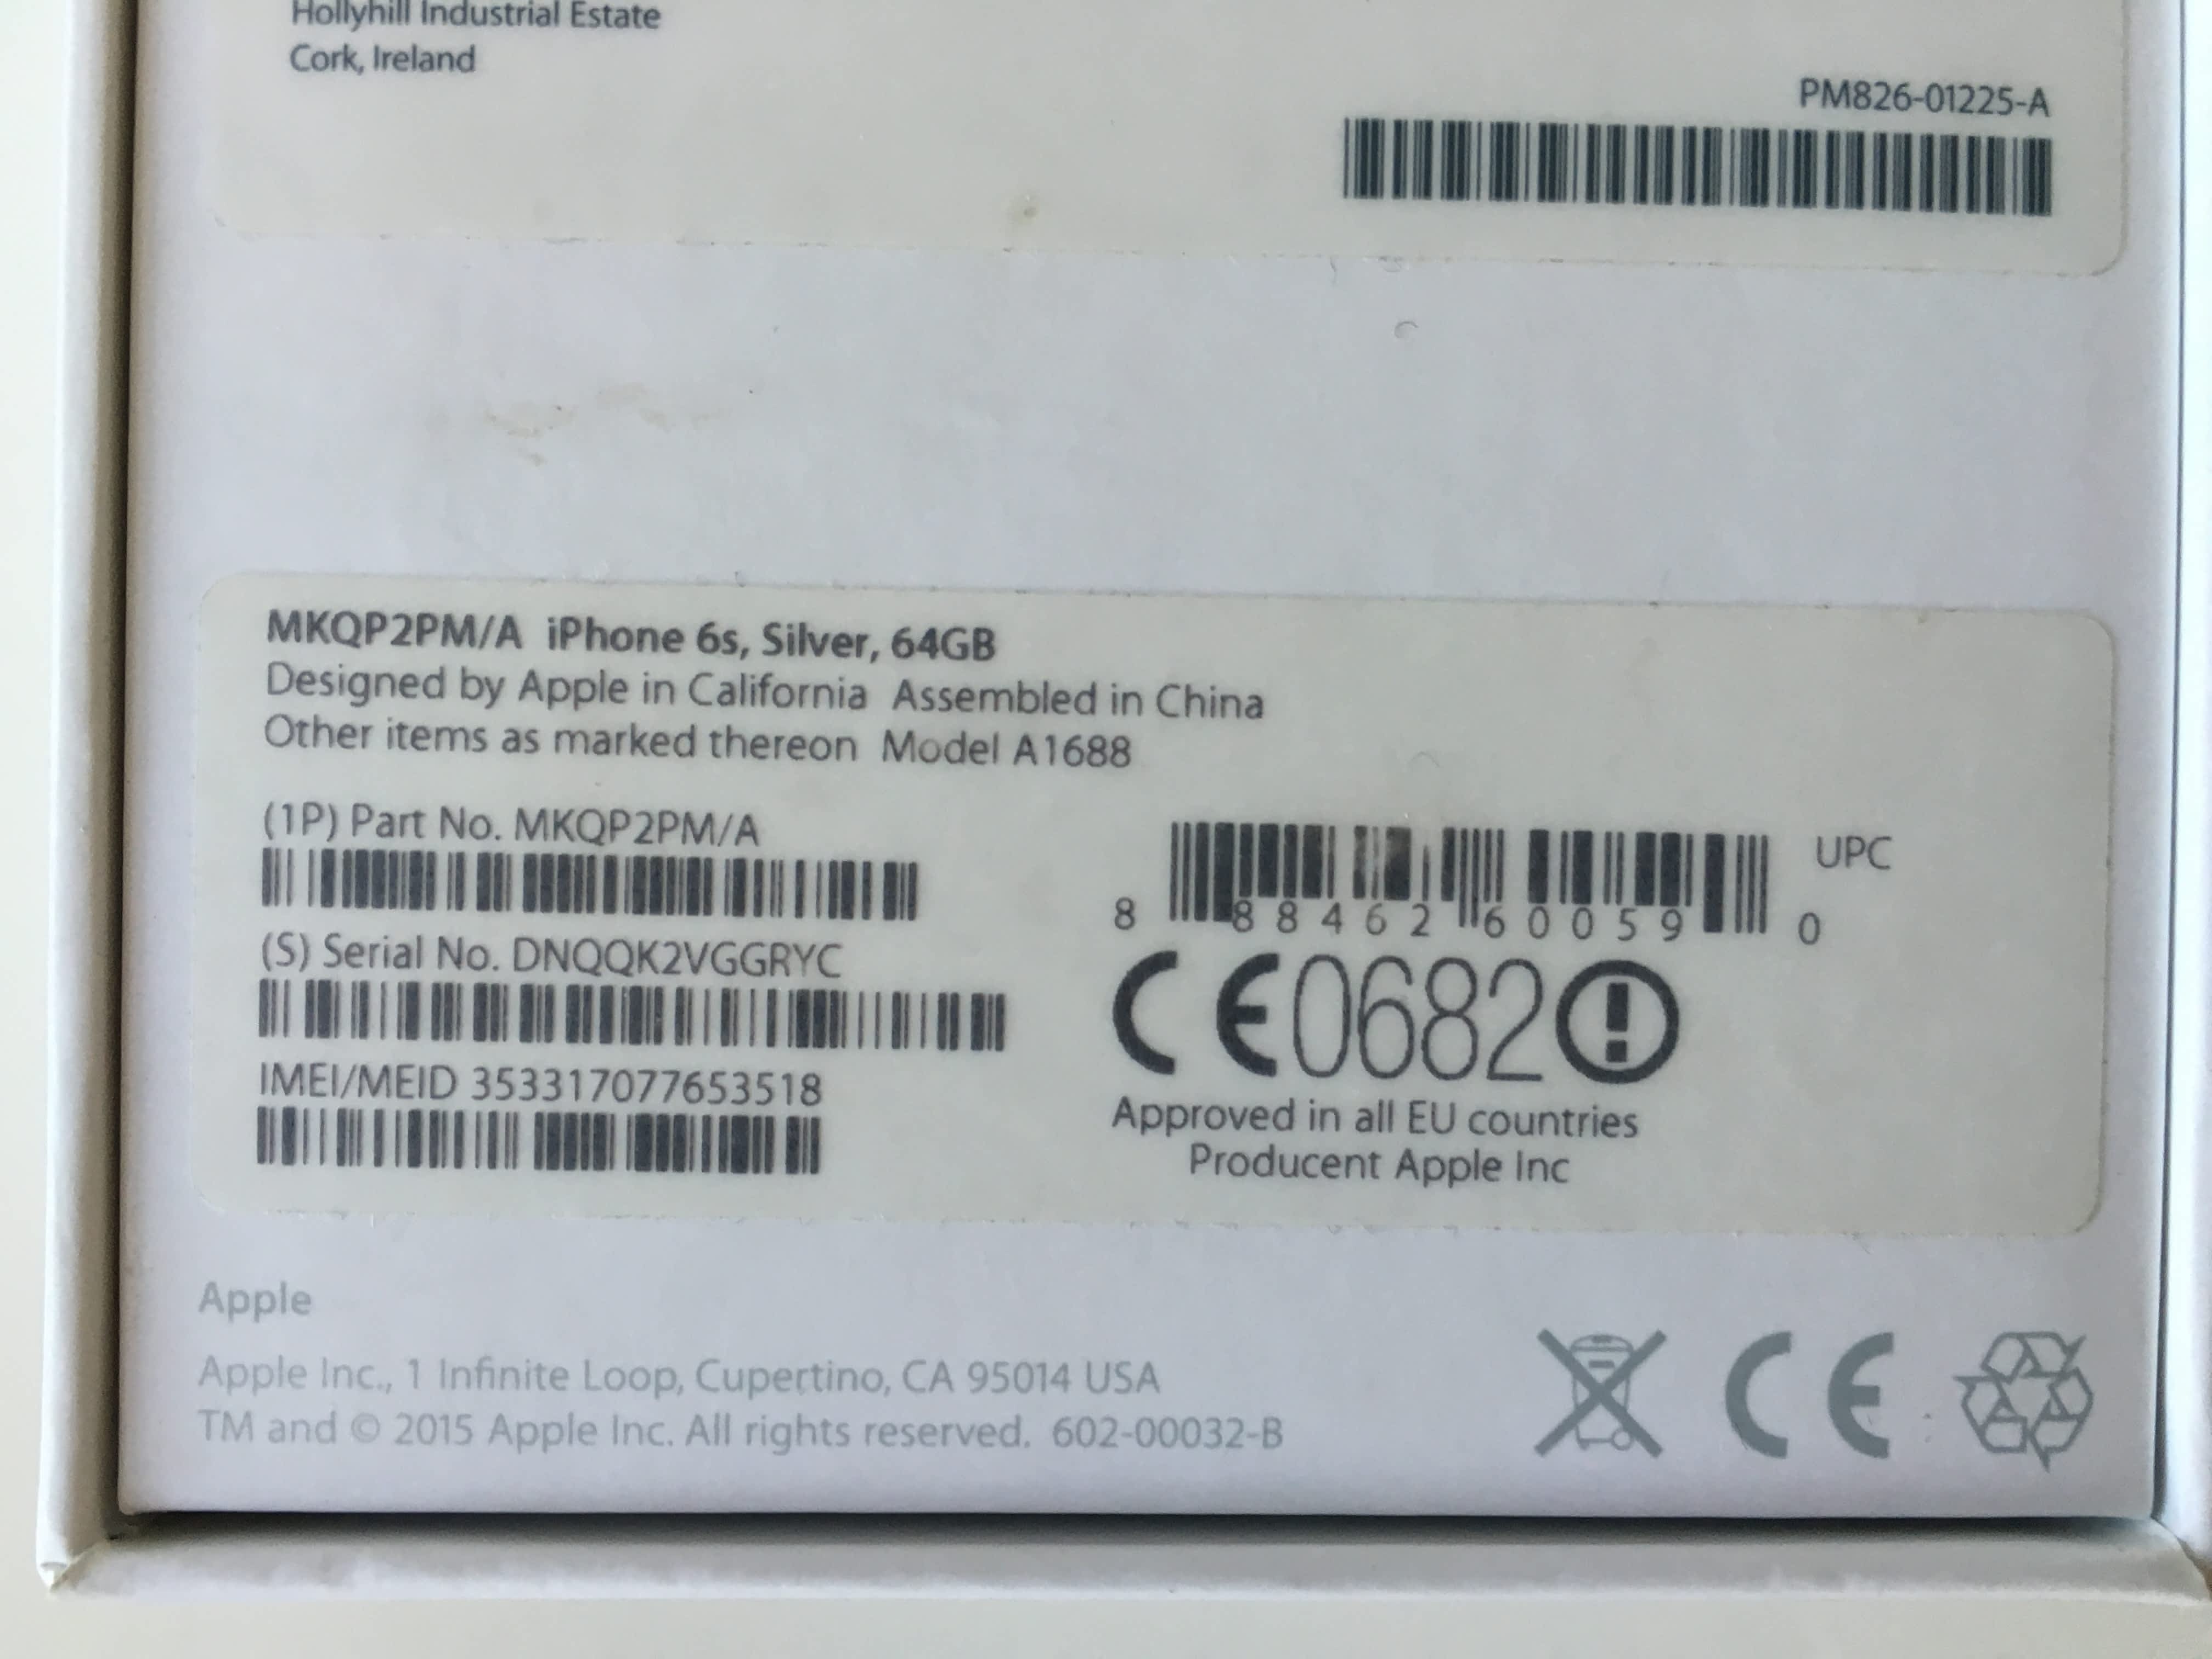 Hollyhill Industrial Estate
Cork, Ireland
PM826-01225-A
MKQP2PM/A iPhone 6s, Silver, 64GB
Designed by Apple in California Assembled in China
Other items as marked thereon Model A1688
(1P) Part No. MKQP2PM/A
(S) Serial No. DNQQK2VGGRYC
IMEI/MEID 353317077653518
UPC
8 88462 60059 0
CE0682
Approved in all EU countries
Producent Apple Inc
Apple
Apple Inc., 1 Infinite Loop, Cupertino, CA 95014 USA
TM and © 2015 Apple Inc. All rights reserved. 602-00032-B
CE